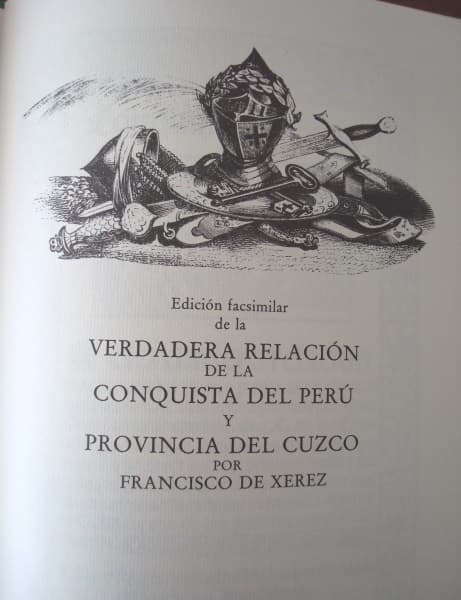 Edición facsimilar
de la
VERDADERA RELACIÓN
DE LA
CONQUISTA DEL PERÚ
Y
PROVINCIA DEL CUZCO
POR
FRANCISCO DE XEREZ